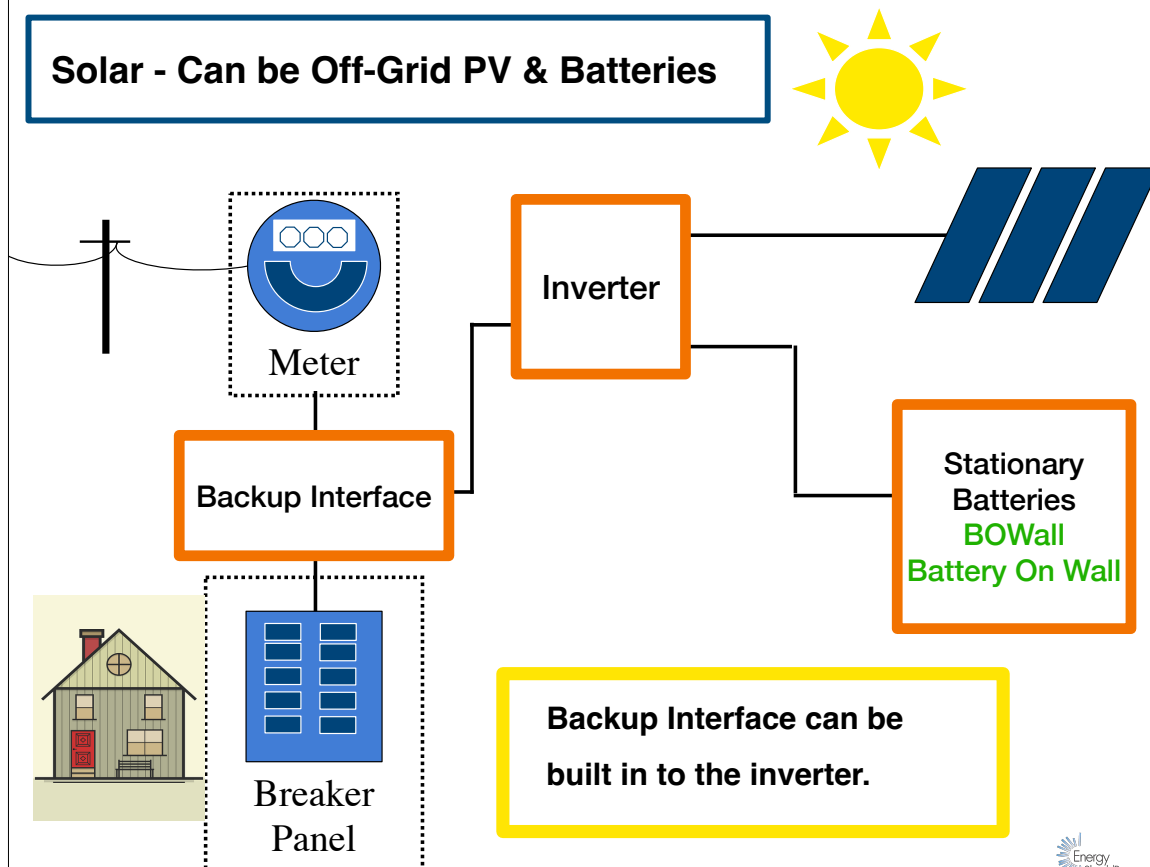 Solar - Can be Off-Grid PV & Batteries
Inverter
Meter
Backup Interface
Stationary
Batteries
BOWall
Battery On Wall
Backup Interface can be
built in to the inverter.
Breaker
Panel
Energy